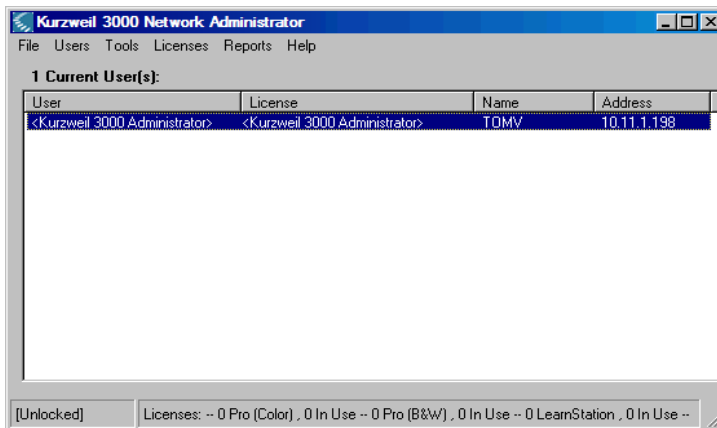 Kurzweil 3000 Network Administrator
File Users Tools Licenses Reports Help
1 Current User(s):
User License Name Address
<Kurzweil 3000 Administrator> <Kurzweil 3000 Administrator> TOMV 10.11.1.198
[Unlocked] Licenses: -- 0 Pro (Color) , 0 In Use -- 0 Pro (B&W) , 0 In Use -- 0 LearnStation , 0 In Use --